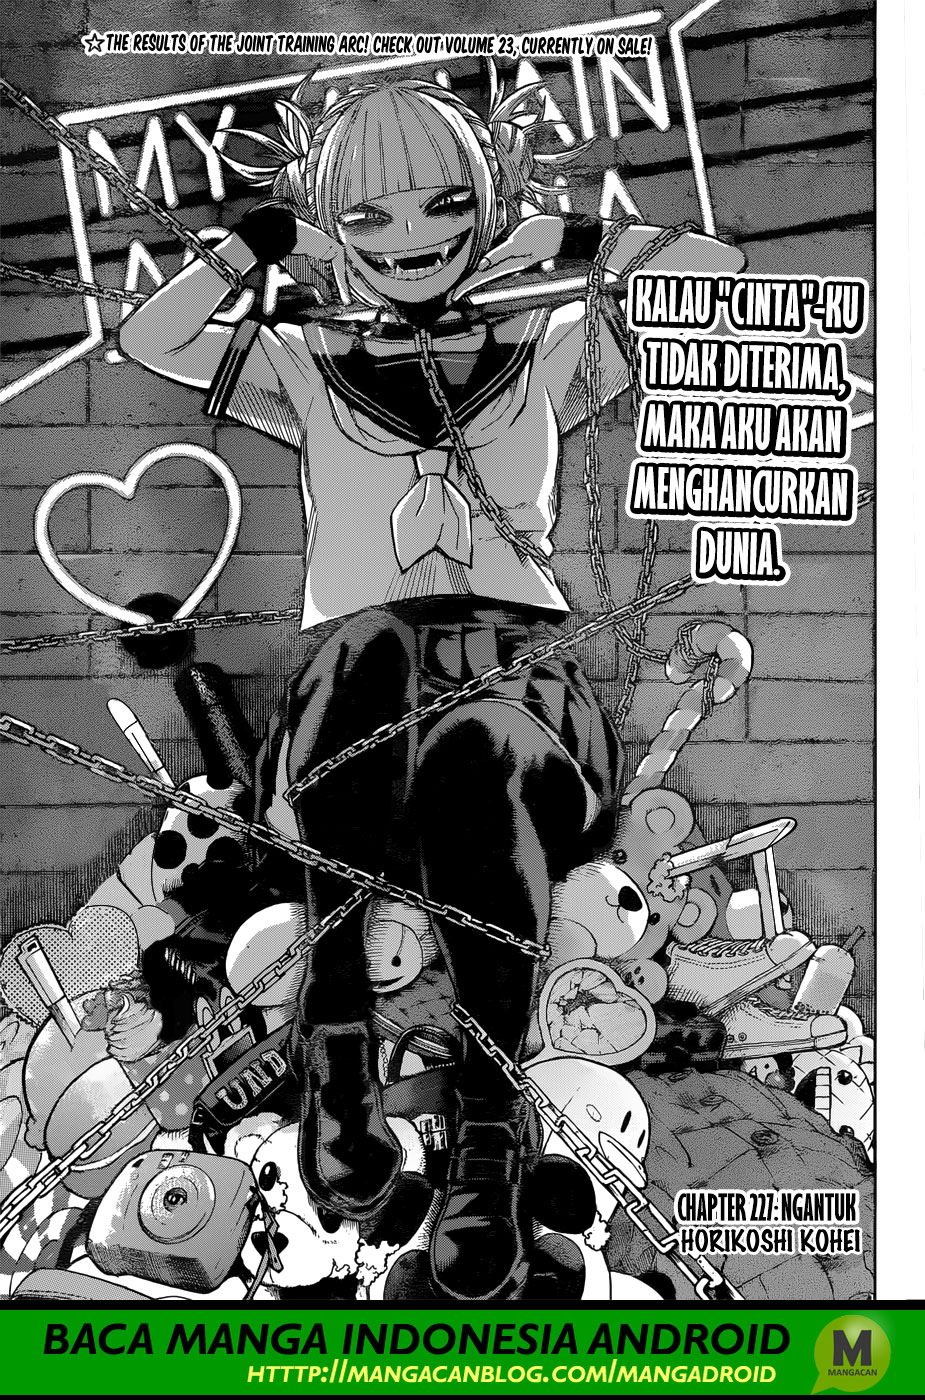 ☆THE RESULTS OF THE JOINT TRAINING ARC! CHECK OUT VOLUME 23, CURRENTLY ON SALE!
MY
AIN
KALAU "CINTA"-KU
TIDAK DITERIMA,
MAKA AKU AKAN
MENGHANCURKAN
DUNIA.
UND
CHAPTER 227: NGANTUK
HORIKOSHI KOHEI
BACA MANGA INDONESIA ANDROID
HTTTP://MANGACANBLOG.COM/MANGADROID
M
MANGACAN